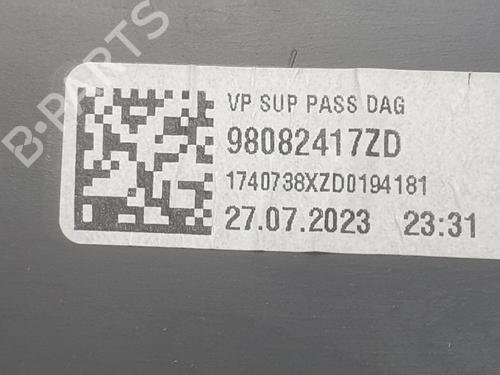 VP SUP PASS DAG
98082417ZD
1740738XZD0194181
27.07.2023 23:31
B-PARTS